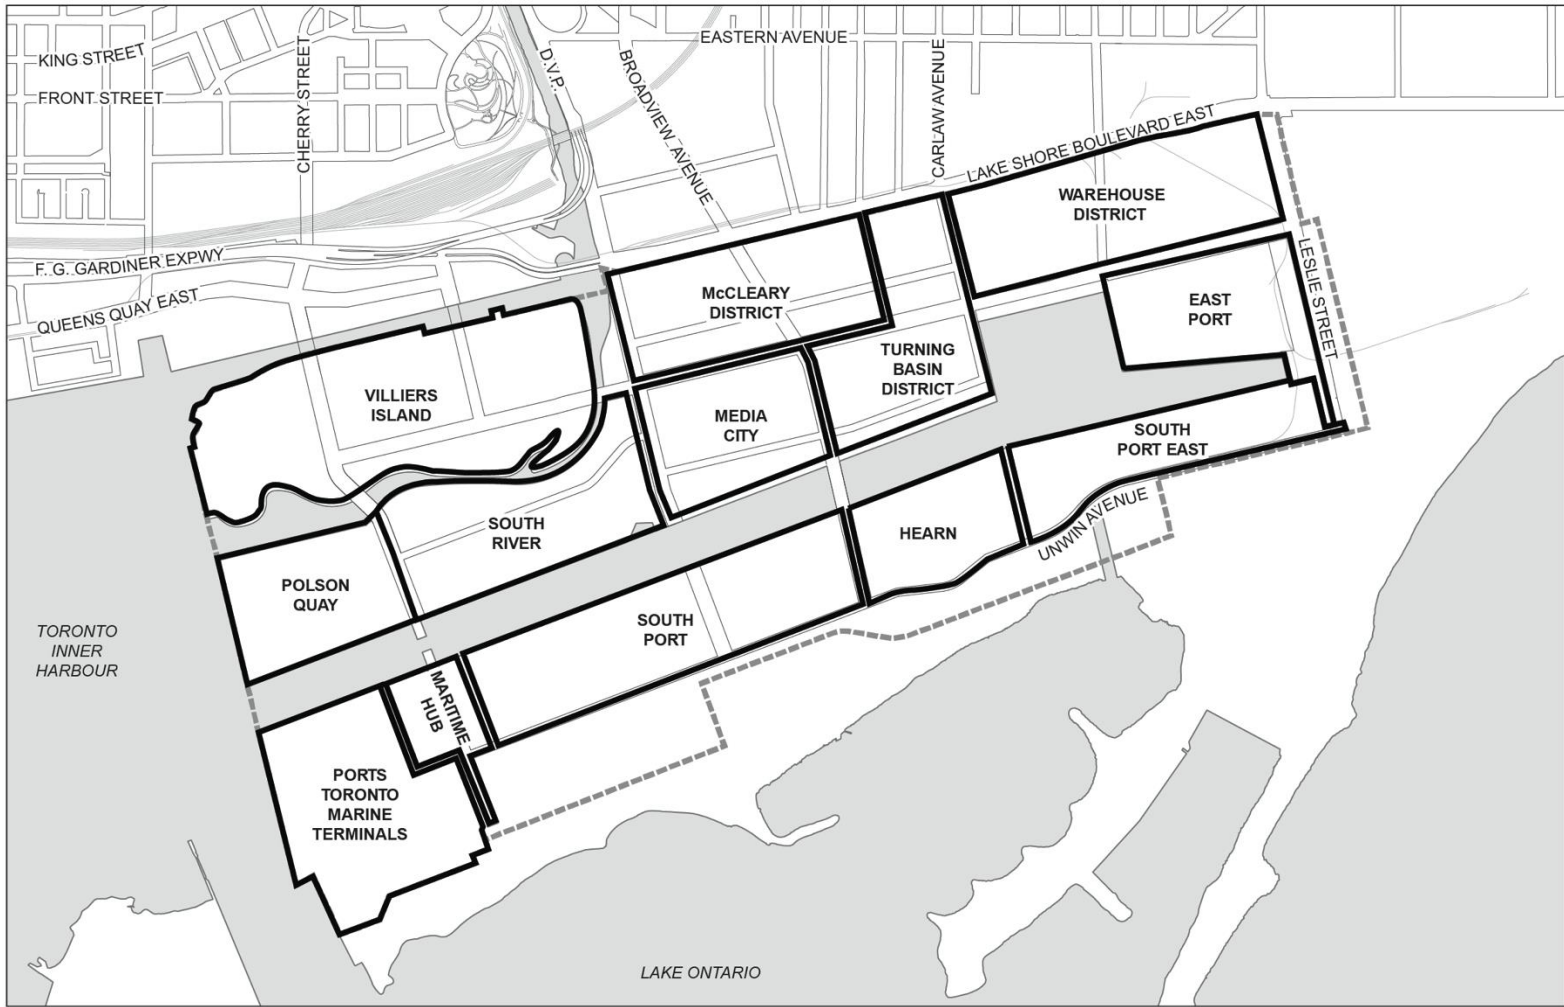 KING STREET
FRONT STREET
CHERRY STREET
D.V.P.
BROADVIEW AVENUE
EASTERN AVENUE
CARLAW AVENUE
LAKE SHORE BOULEVARD EAST
F. G. GARDINER EXPWY
QUEENS QUAY EAST
WAREHOUSE
DISTRICT
LESLIE STREET
McCLEARY
DISTRICT
EAST
PORT
VILLIERS
ISLAND
MEDIA
CITY
TURNING
BASIN
DISTRICT
SOUTH
PORT EAST
SOUTH
RIVER
HEARN
UNWIN AVENUE
POLSON
QUAY
SOUTH
PORT
TORONTO
INNER
HARBOUR
MARITIME
HUB
PORTS
TORONTO
MARINE
TERMINALS
LAKE ONTARIO